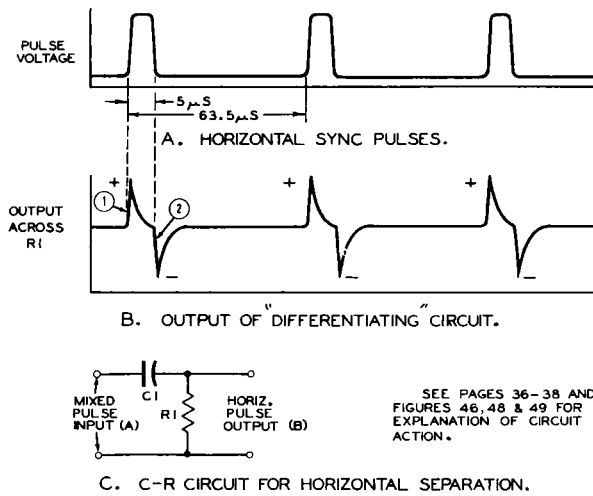 PULSE
VOLTAGE
5μS
63.5μS
A. HORIZONTAL SYNC PULSES.
+ + +
1
2
OUTPUT
ACROSS
R1
— — —
B. OUTPUT OF "DIFFERENTIATING" CIRCUIT.
C1
MIXED
PULSE
INPUT (A)
R1
HORIZ.
PULSE
OUTPUT (B)
SEE PAGES 36-38 AND
FIGURES 46,48 & 49 FOR
EXPLANATION OF CIRCUIT
ACTION.
C. C-R CIRCUIT FOR HORIZONTAL SEPARATION.